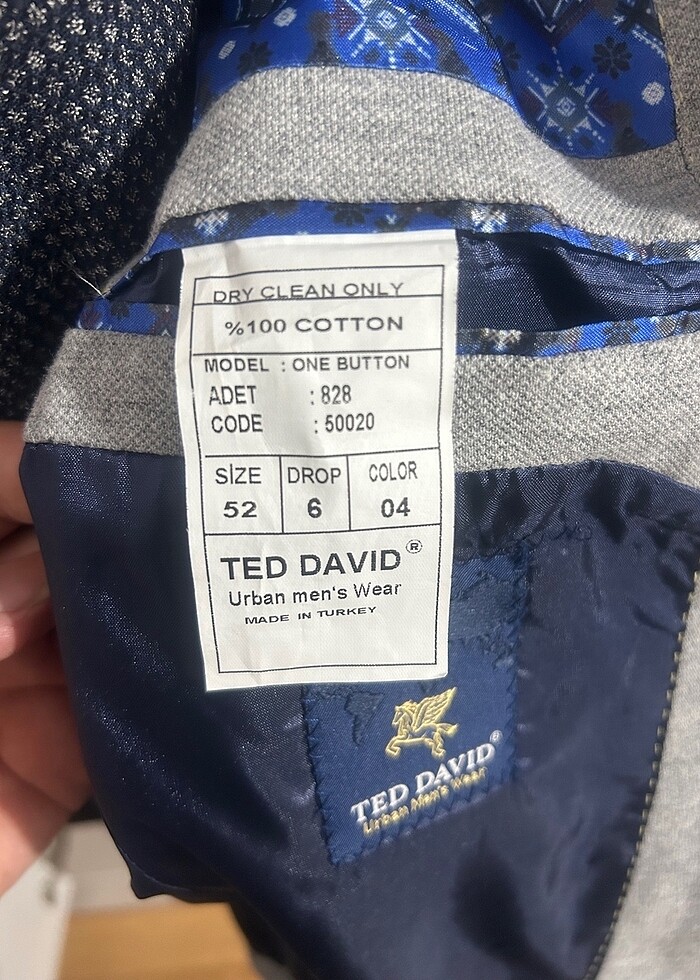 DRY CLEAN ONLY
%100 COTTON
MODEL : ONE BUTTON
ADET : 828
CODE : 50020
SİZE DROP COLOR
52 6 04
TED DAVID®
Urban men's Wear
MADE IN TURKEY
TED DAVID®
Urban Men's Wear